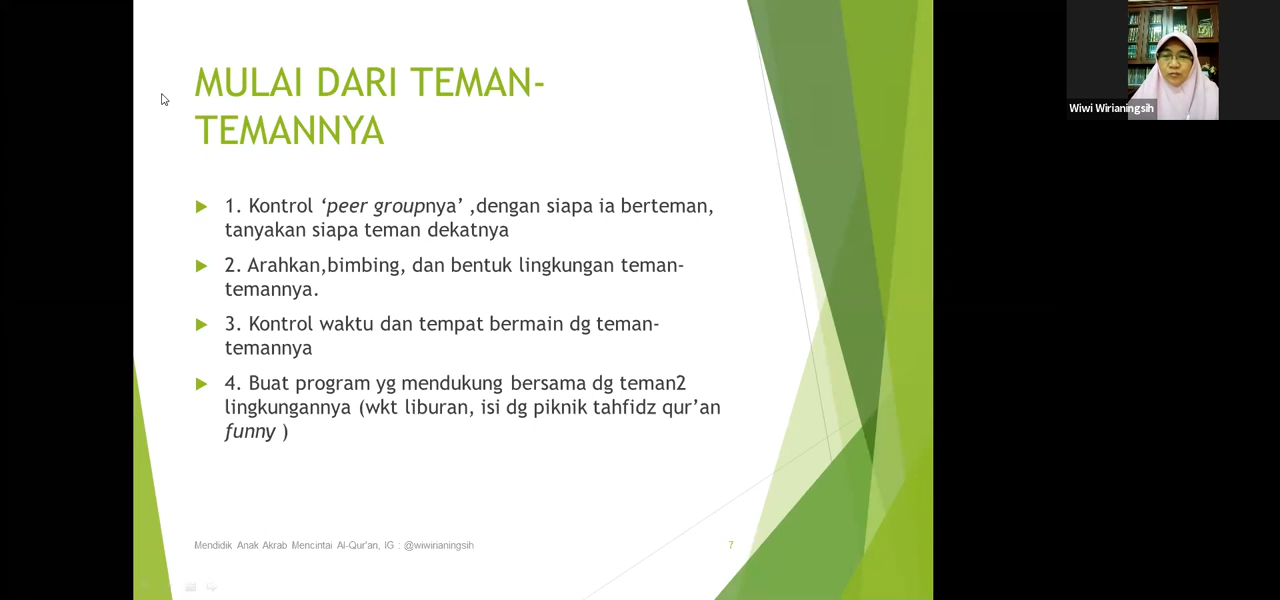 MULAI DARI TEMAN-
TEMANNYA
1. Kontrol ‘peer groupnya’ ,dengan siapa ia berteman,
tanyakan siapa teman dekatnya
2. Arahkan,bimbing, dan bentuk lingkungan teman-
temannya.
3. Kontrol waktu dan tempat bermain dg teman-
temannya
4. Buat program yg mendukung bersama dg teman2
lingkungannya (wkt liburan, isi dg piknik tahfidz qur’an
funny )
Mendidik Anak Akrab Mencintai Al-Qur'an, IG : @wiwirianingsih
7
Wiwi Wirianingsih